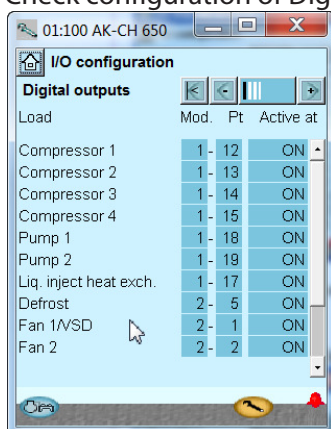 Check configuration of Dig
01:100 AK-CH 650
I/O configuration
Digital outputs
Load Mod. Pt Active at
Compressor 1 1 - 12 ON
Compressor 2 1 - 13 ON
Compressor 3 1 - 14 ON
Compressor 4 1 - 15 ON
Pump 1 1 - 18 ON
Pump 2 1 - 19 ON
Liq. inject heat exch. 1 - 17 ON
Defrost 2 - 5 ON
Fan 1/VSD 2 - 1 ON
Fan 2 2 - 2 ON